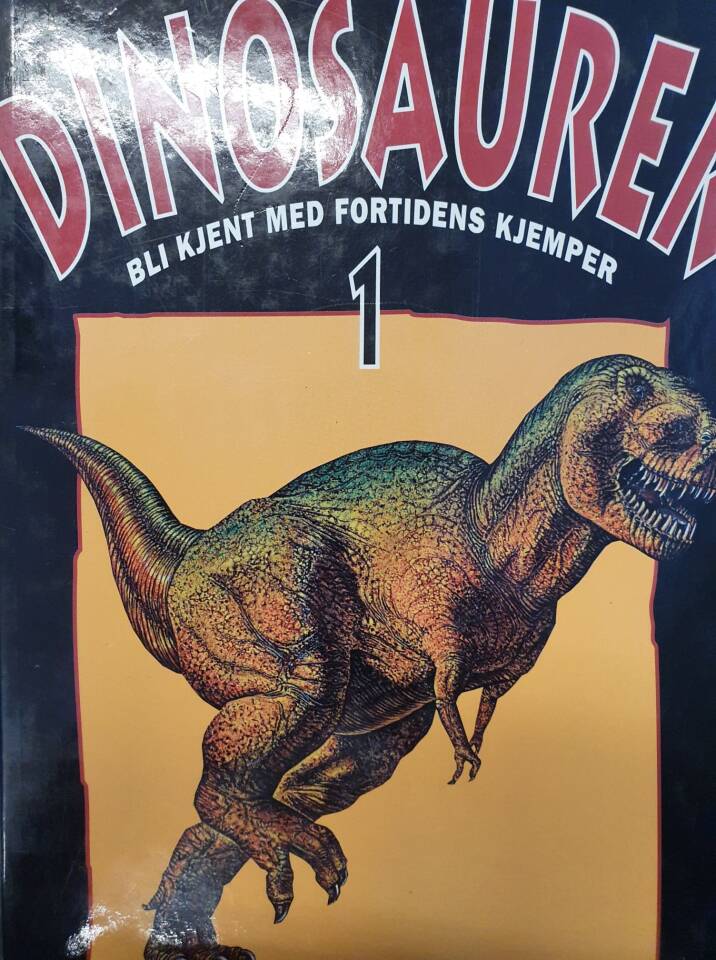 DINOSAURER
BLI KJENT MED FORTIDENS KJEMPER
1